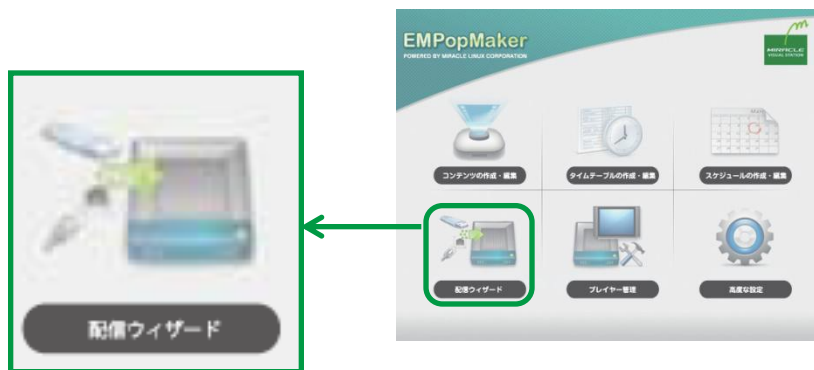 EMPopMaker
POWERED BY MIRACLE LINUX CORPORATION
MIRACLE
VISUAL STATION
コンテンツの作成・編集
タイムテーブルの作成・編集
スケジュールの作成・編集
配信ウィザード
プレイヤー管理
高度な設定
配信ウィザード